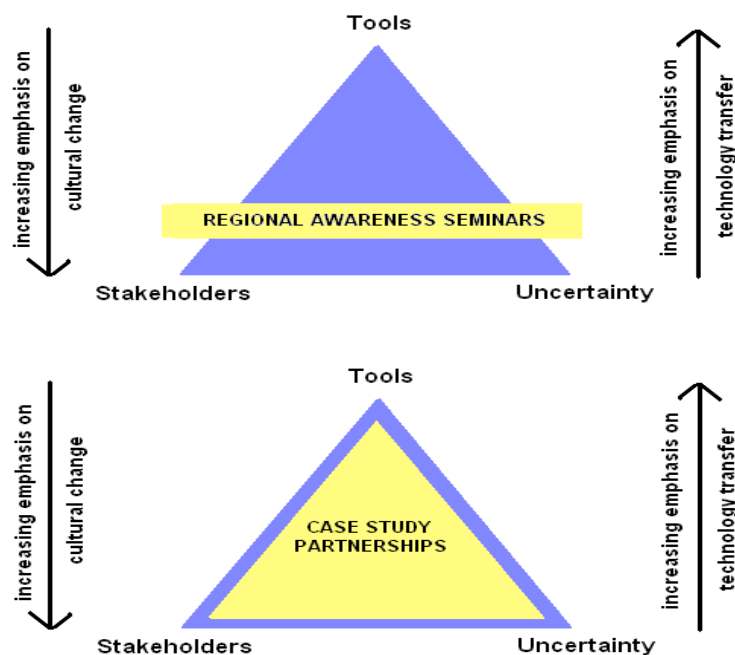 Tools
increasing emphasis on
cultural change
REGIONAL AWARENESS SEMINARS
increasing emphasis on
technology transfer
Stakeholders
Uncertainty
Tools
increasing emphasis on
cultural change
CASE STUDY
PARTNERSHIPS
increasing emphasis on
technology transfer
Stakeholders
Uncertainty